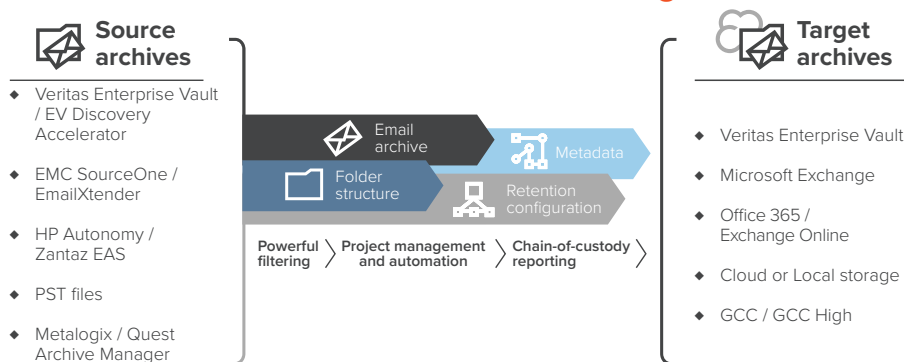 Source
archives
Veritas Enterprise Vault
/ EV Discovery
Accelerator
EMC SourceOne /
EmailXtender
HP Autonomy /
Zantaz EAS
PST files
Metalogix / Quest
Archive Manager
Email
archive
Metadata
Folder
structure
Retention
configuration
Powerful
filtering
Project management
and automation
Chain-of-custody
reporting
Target
archives
Veritas Enterprise Vault
Microsoft Exchange
Office 365 /
Exchange Online
Cloud or Local storage
GCC / GCC High